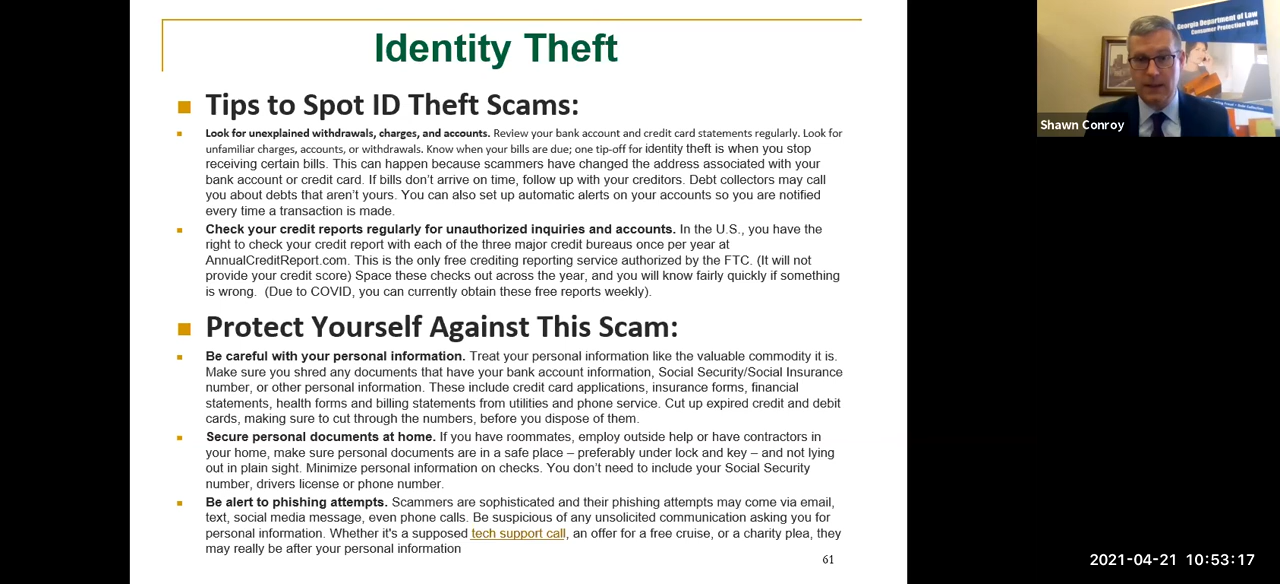 Identity Theft
Tips to Spot ID Theft Scams:
Look for unexplained withdrawals, charges, and accounts. Review your bank account and credit card statements regularly. Look for
unfamiliar charges, accounts, or withdrawals. Know when your bills are due; one tip-off for identity theft is when you stop
receiving certain bills. This can happen because scammers have changed the address associated with your
bank account or credit card. If bills don't arrive on time, follow up with your creditors. Debt collectors may call
you about debts that aren't yours. You can also set up automatic alerts on your accounts so you are notified
every time a transaction is made.
Check your credit reports regularly for unauthorized inquiries and accounts. In the U.S., you have the
right to check your credit report with each of the three major credit bureaus once per year at
AnnualCreditReport.com. This is the only free crediting reporting service authorized by the FTC. (It will not
provide your credit score) Space these checks out across the year, and you will know fairly quickly if something
is wrong. (Due to COVID, you can currently obtain these free reports weekly).
Protect Yourself Against This Scam:
Be careful with your personal information. Treat your personal information like the valuable commodity it is.
Make sure you shred any documents that have your bank account information, Social Security/Social Insurance
number, or other personal information. These include credit card applications, insurance forms, financial
statements, health forms and billing statements from utilities and phone service. Cut up expired credit and debit
cards, making sure to cut through the numbers, before you dispose of them.
Secure personal documents at home. If you have roommates, employ outside help or have contractors in
your home, make sure personal documents are in a safe place – preferably under lock and key – and not lying
out in plain sight. Minimize personal information on checks. You don't need to include your Social Security
number, drivers license or phone number.
Be alert to phishing attempts. Scammers are sophisticated and their phishing attempts may come via email,
text, social media message, even phone calls. Be suspicious of any unsolicited communication asking you for
personal information. Whether it's a supposed tech support call, an offer for a free cruise, or a charity plea, they
may really be after your personal information
61
Georgia Department of Law
Consumer Protection Unit
Shawn Conroy
2021-04-21 10:53:17